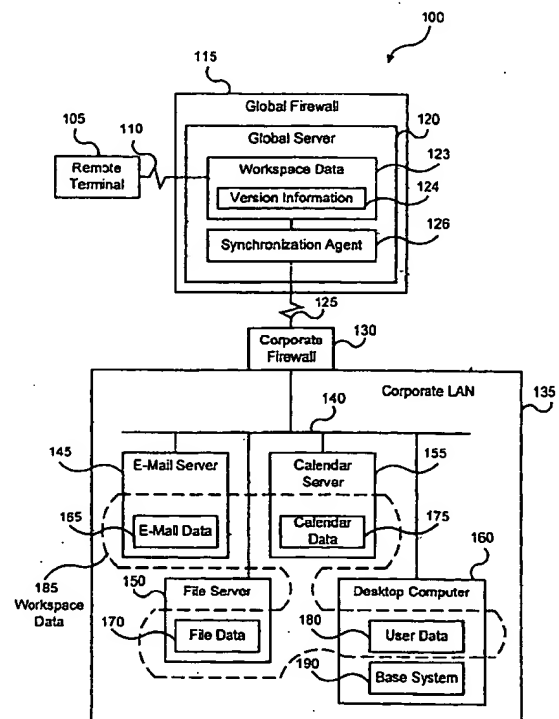 100
115
Global Firewall
120
Global Server
105
110
123
Workspace Data
Remote
Terminal
124
Version Information
126
Synchronization Agent
125
130
Corporate
Firewall
Corporate LAN
135
140
145
E-Mail Server
Calendar
Server
155
165
E-Mail Data
Calendar
Data
175
160
185
Workspace
Data
150
File Server
Desktop Computer
170
File Data
180
User Data
190
Base System